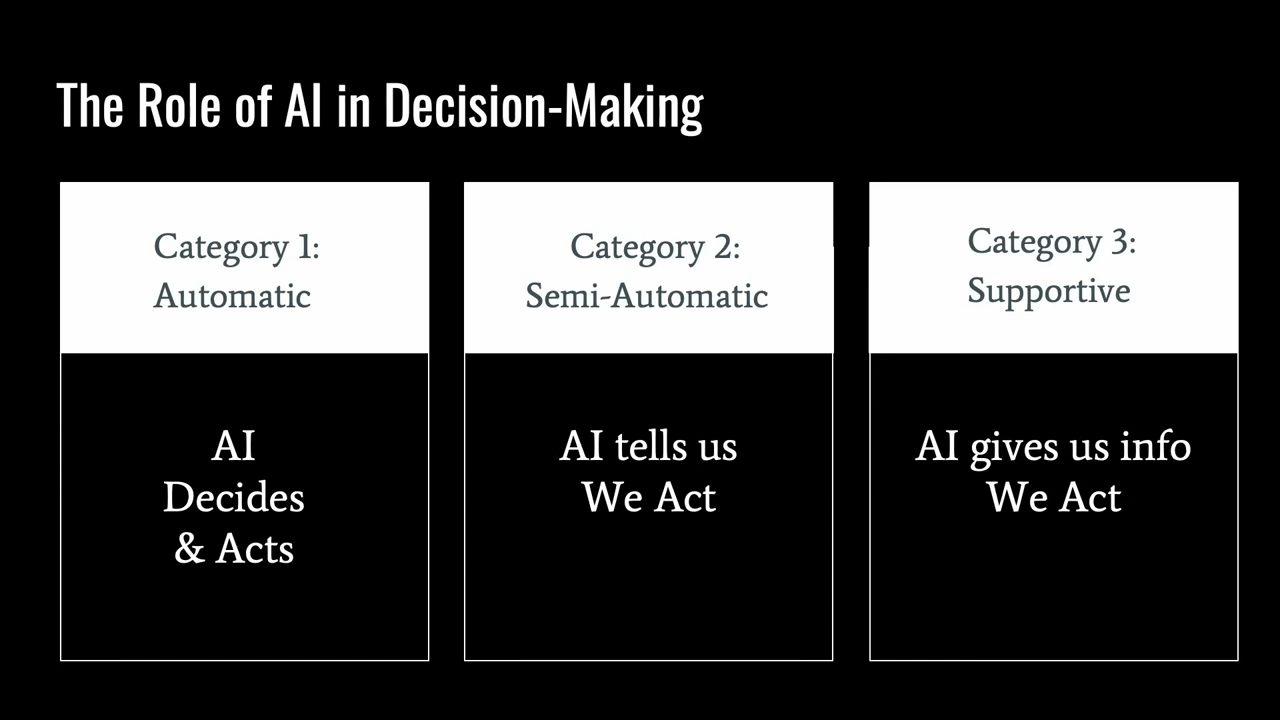 The Role of AI in Decision-Making
Category 1:
Automatic
AI
Decides
& Acts
Category 2:
Semi-Automatic
AI tells us
We Act
Category 3:
Supportive
AI gives us info
We Act